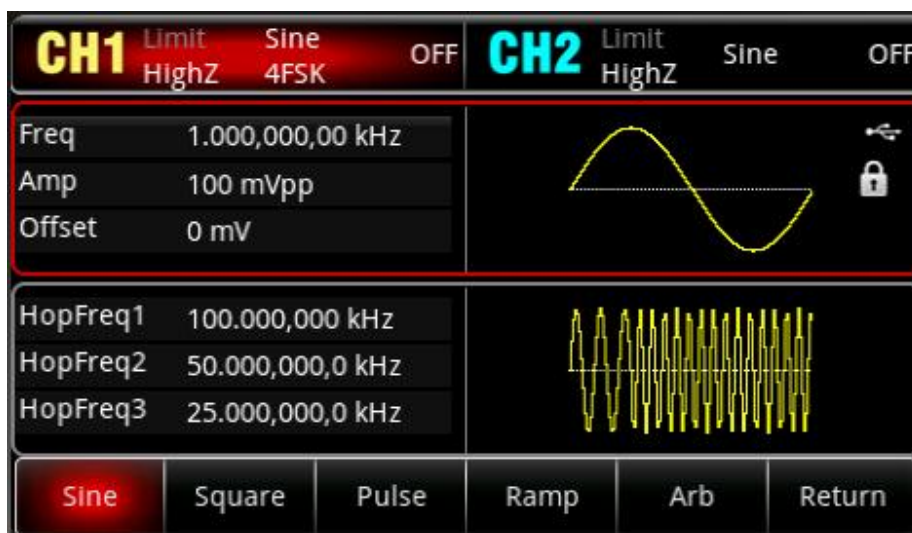 CH1 Limit Sine OFF CH2 Limit Sine OFF
HighZ 4FSK HighZ
Freq 1.000,000,00 kHz
Amp 100 mVpp
Offset 0 mV
HopFreq1 100.000,000 kHz
HopFreq2 50.000,000,0 kHz
HopFreq3 25.000,000,0 kHz
Sine Square Pulse Ramp Arb Return